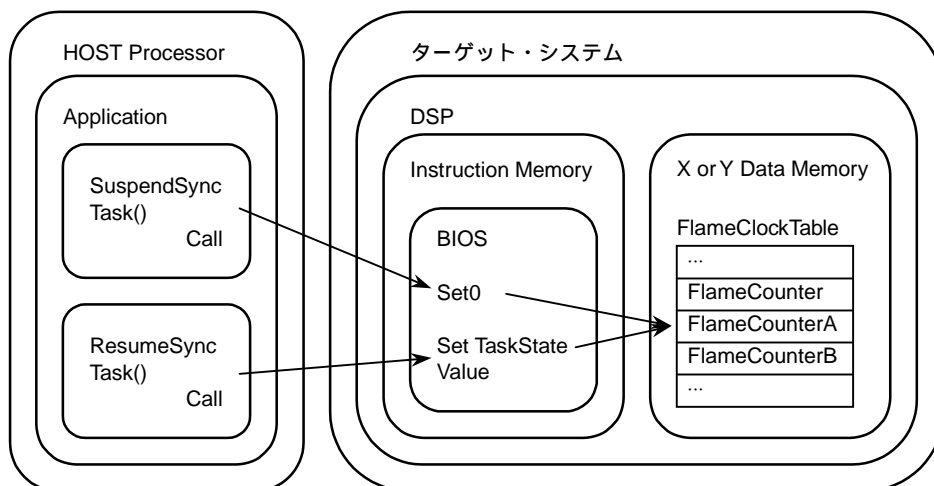 HOST Processor
Application
SuspendSync
Task()
Call
ResumeSync
Task()
Call
ターゲット・システム
DSP
Instruction Memory
BIOS
Set0
Set TaskState
Value
X or Y Data Memory
FlameClockTable
...
FlameCounter
FlameCounterA
FlameCounterB
...